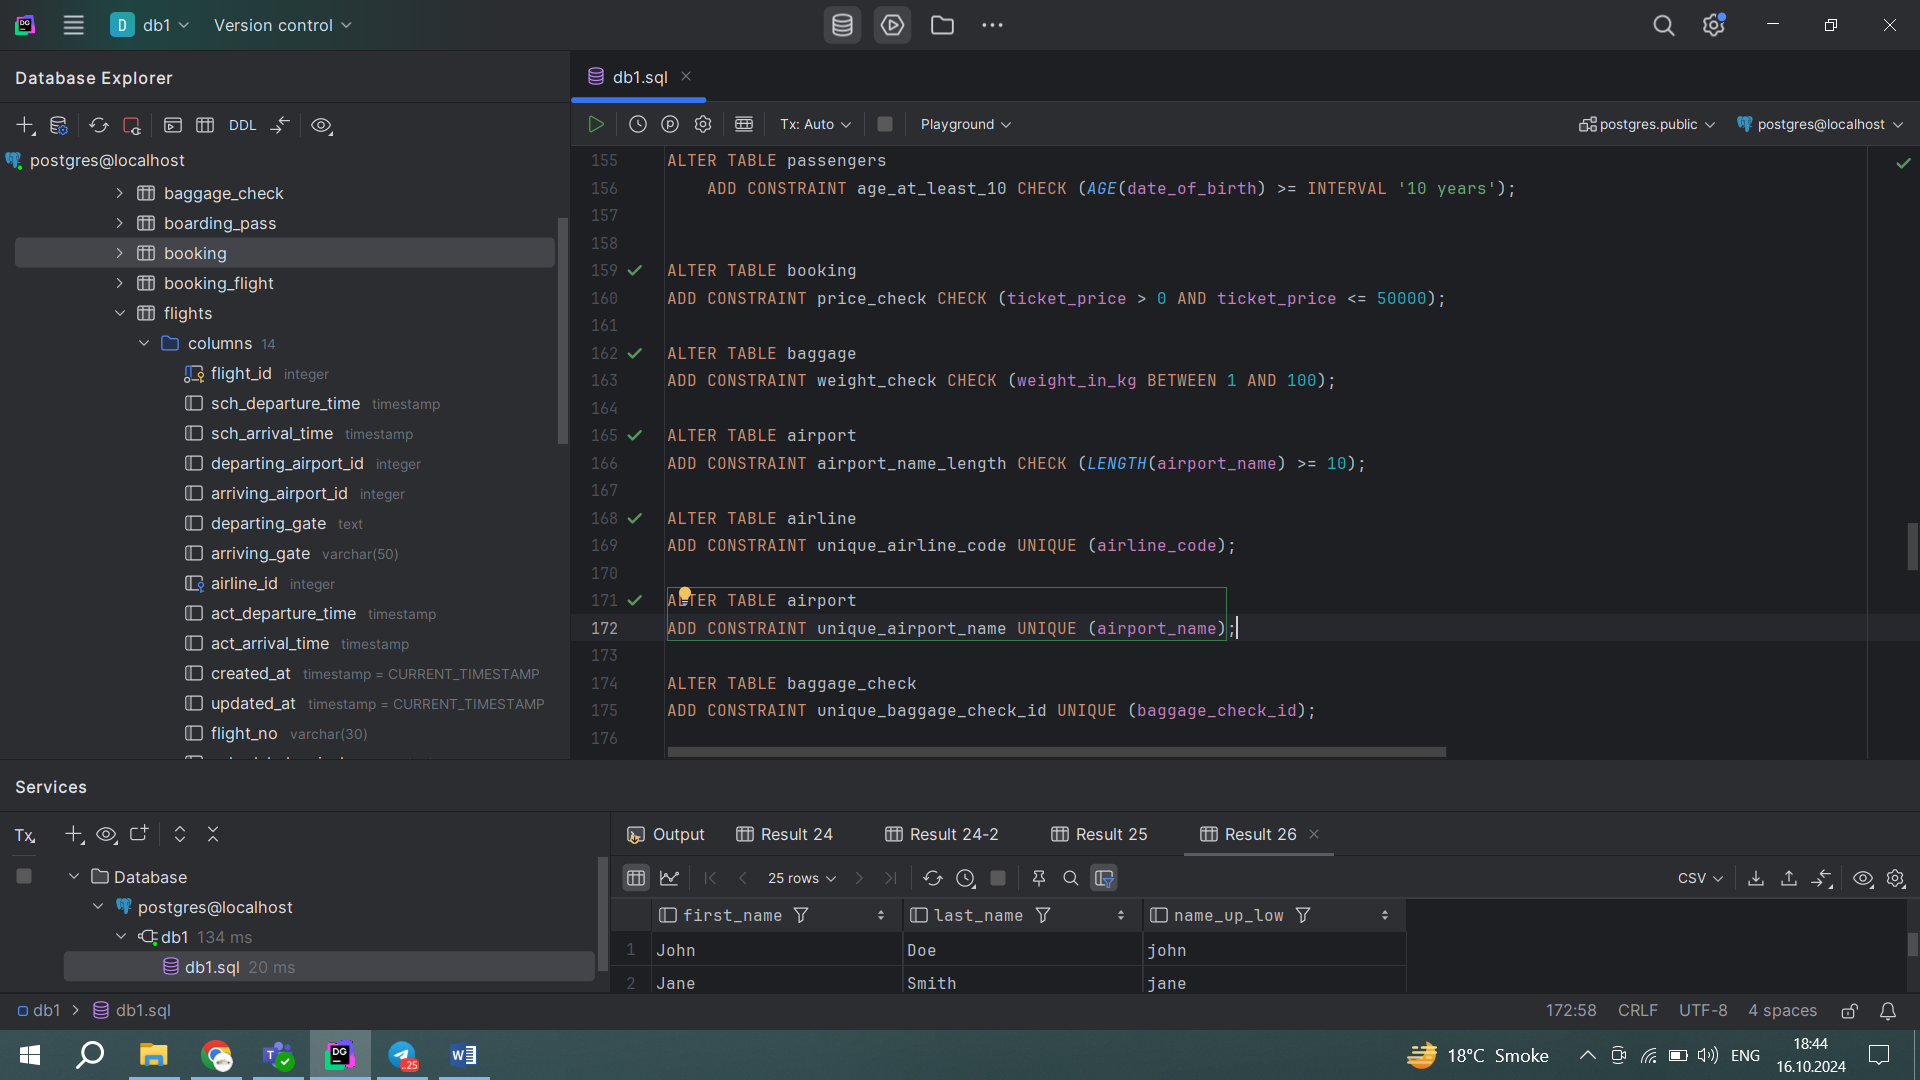 D db1 Version control
Database Explorer
db1.sql
DDL
Tx: Auto Playground postgres.public postgres@localhost
postgres@localhost
baggage_check
boarding_pass
booking
booking_flight
flights
columns 14
flight_id integer
sch_departure_time timestamp
sch_arrival_time timestamp
departing_airport_id integer
arriving_airport_id integer
departing_gate text
arriving_gate varchar(50)
airline_id integer
act_departure_time timestamp
act_arrival_time timestamp
created_at timestamp = CURRENT_TIMESTAMP
updated_at timestamp = CURRENT_TIMESTAMP
flight_no varchar(30)
155 ALTER TABLE passengers
156 ADD CONSTRAINT age_at_least_10 CHECK (AGE(date_of_birth) >= INTERVAL '10 years');
157
158
159 ALTER TABLE booking
160 ADD CONSTRAINT price_check CHECK (ticket_price > 0 AND ticket_price <= 50000);
161
162 ALTER TABLE baggage
163 ADD CONSTRAINT weight_check CHECK (weight_in_kg BETWEEN 1 AND 100);
164
165 ALTER TABLE airport
166 ADD CONSTRAINT airport_name_length CHECK (LENGTH(airport_name) >= 10);
167
168 ALTER TABLE airline
169 ADD CONSTRAINT unique_airline_code UNIQUE (airline_code);
170
171 ALTER TABLE airport
172 ADD CONSTRAINT unique_airport_name UNIQUE (airport_name);
173
174 ALTER TABLE baggage_check
175 ADD CONSTRAINT unique_baggage_check_id UNIQUE (baggage_check_id);
176
Services
Tx
Database
postgres@localhost
db1 134 ms
db1.sql 20 ms
Output Result 24 Result 24-2 Result 25 Result 26
25 rows CSV
first_name last_name name_up_low
1 John Doe john
2 Jane Smith jane
db1 db1.sql 172:58 CRLF UTF-8 4 spaces
DG
..25
18°C Smoke ENG
18:44
16.10.2024